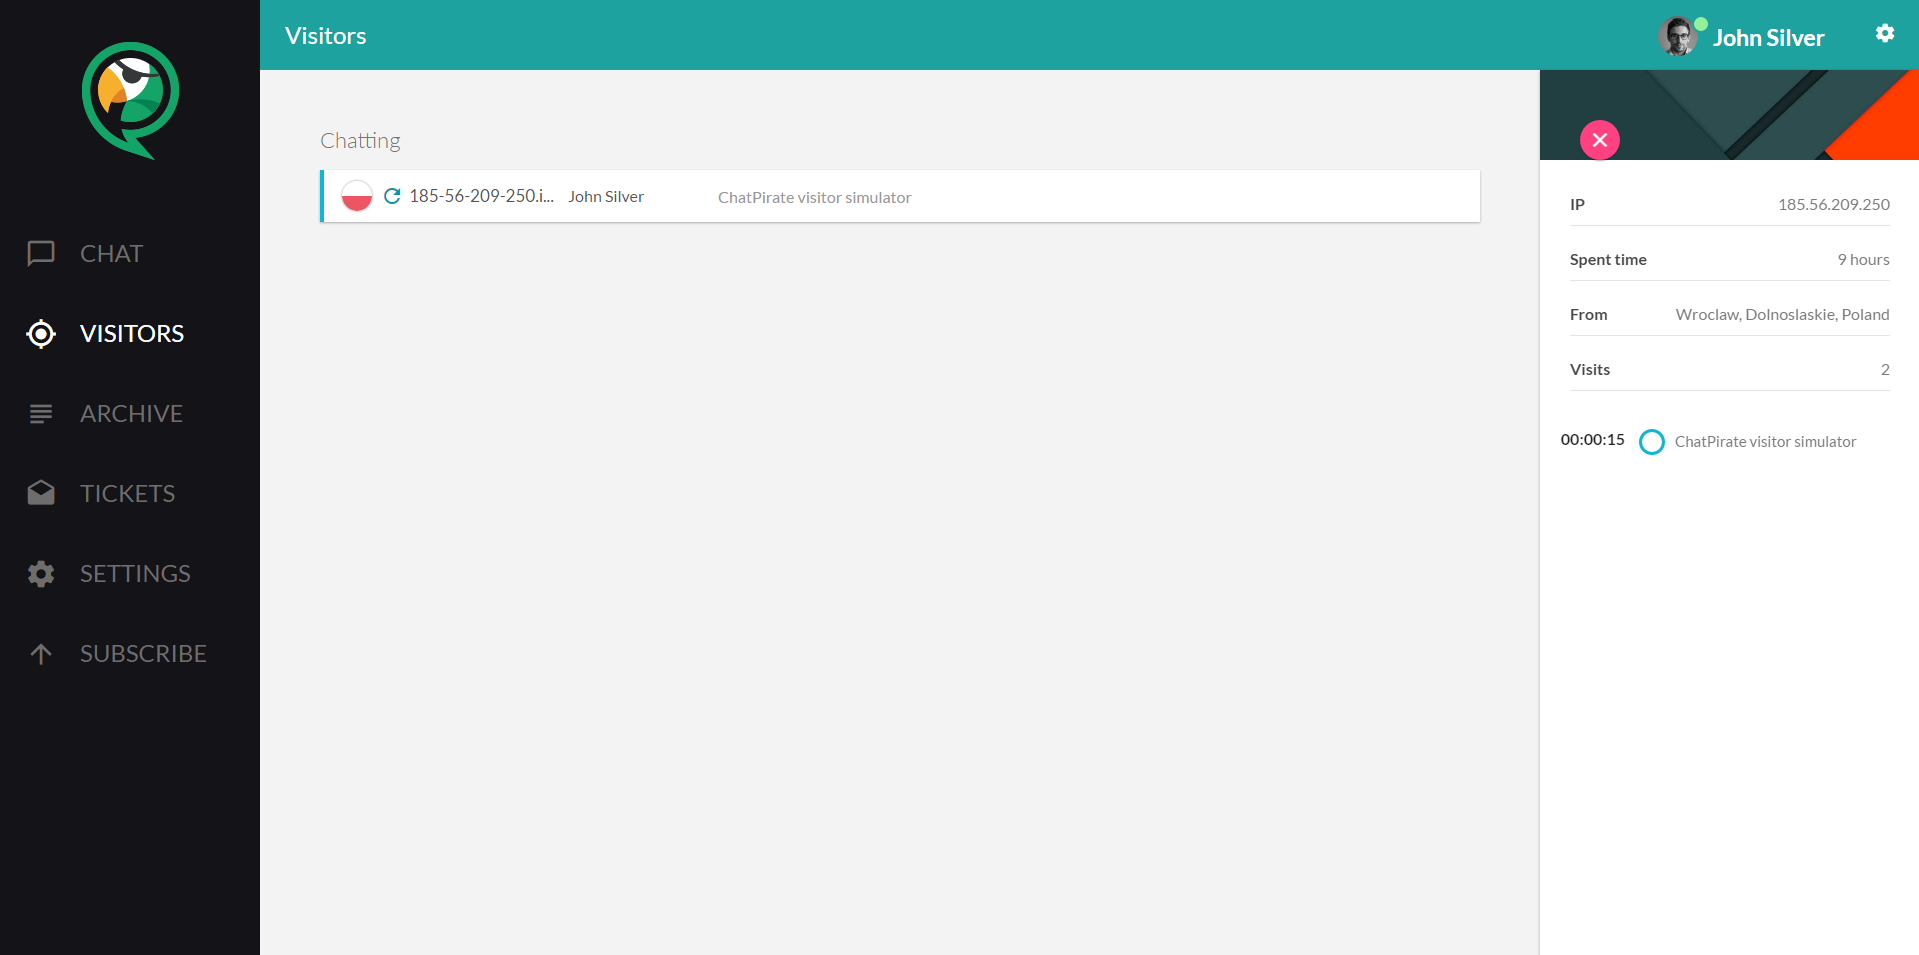 Visitors
John Silver
CHAT
VISITORS
ARCHIVE
TICKETS
SETTINGS
SUBSCRIBE
Chatting
185-56-209-250.i... John Silver ChatPirate visitor simulator
IP 185.56.209.250
Spent time 9 hours
From Wroclaw, Dolnoslaskie, Poland
Visits 2
00:00:15 ChatPirate visitor simulator